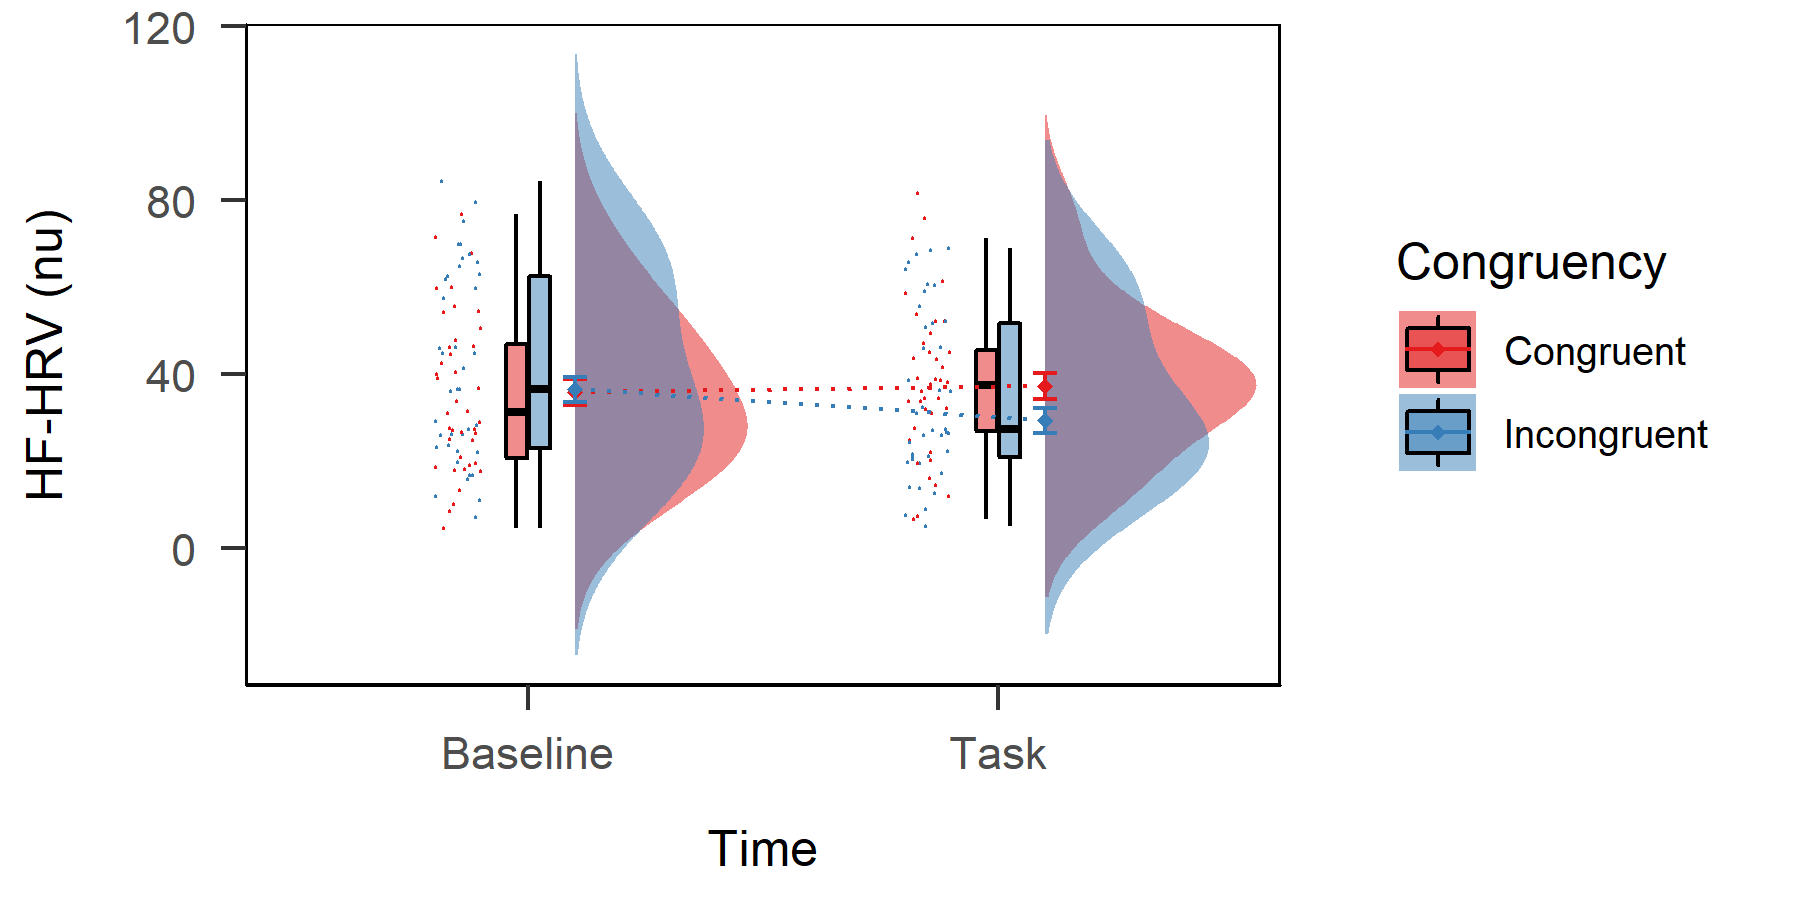 120
80
40
0
HF-HRV (nu)
Baseline
Task
Time
Congruency
Congruent
Incongruent